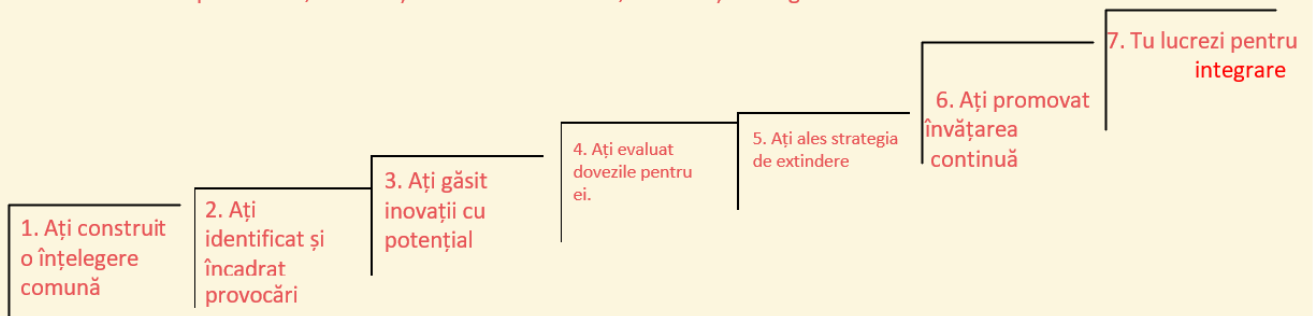 1. Ați construit
o înțelegere
comună
2. Ați
identificat și
încadrat
provocări
3. Ați găsit
inovații cu
potențial
4. Ați evaluat
dovezile pentru
ei.
5. Ați ales strategia
de extindere
6. Ați promovat
învățarea
continuă
7. Tu lucrezi pentru
integrare